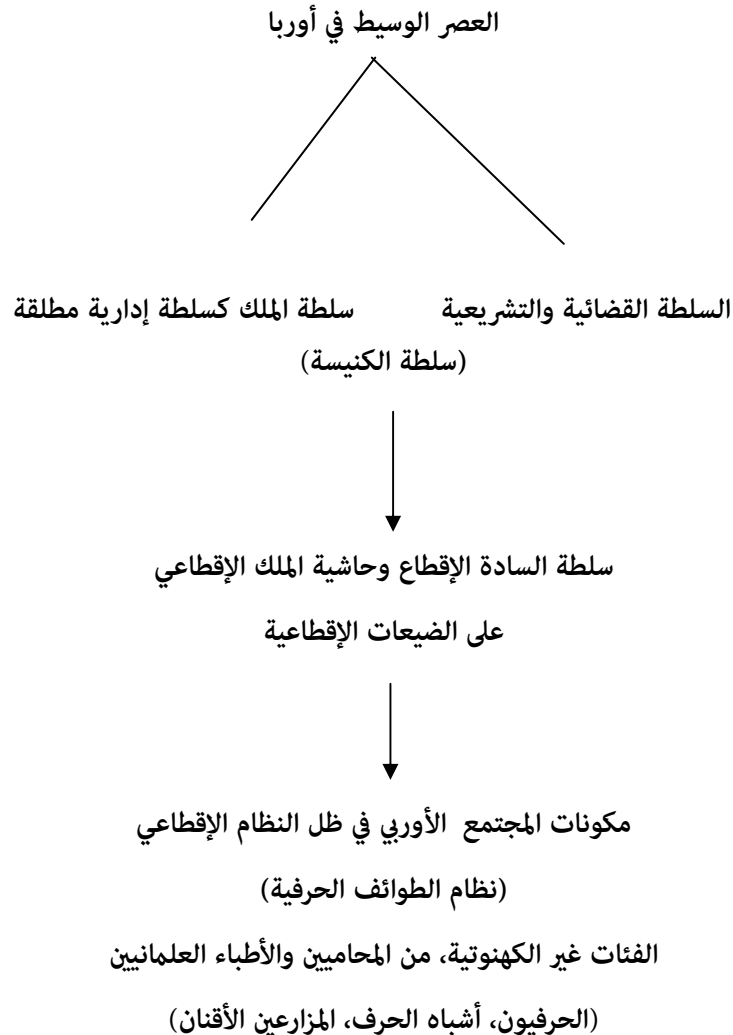 العصر الوسيط في أوربا
السلطة القضائية والتشريعية سلطة الملك كسلطة إدارية مطلقة
(سلطة الكنيسة)
سلطة السادة الإقطاع وحاشية الملك الإقطاعي
على الضيعات الإقطاعية
مكونات المجتمع الأوربي في ظل النظام الإقطاعي
(نظام الطوائف الحرفية)
الفئات غير الكهنوتية، من المحاميين والأطباء العلمانيين
(الحرفيون، أشباه الحرف، المزارعين الأقنان)